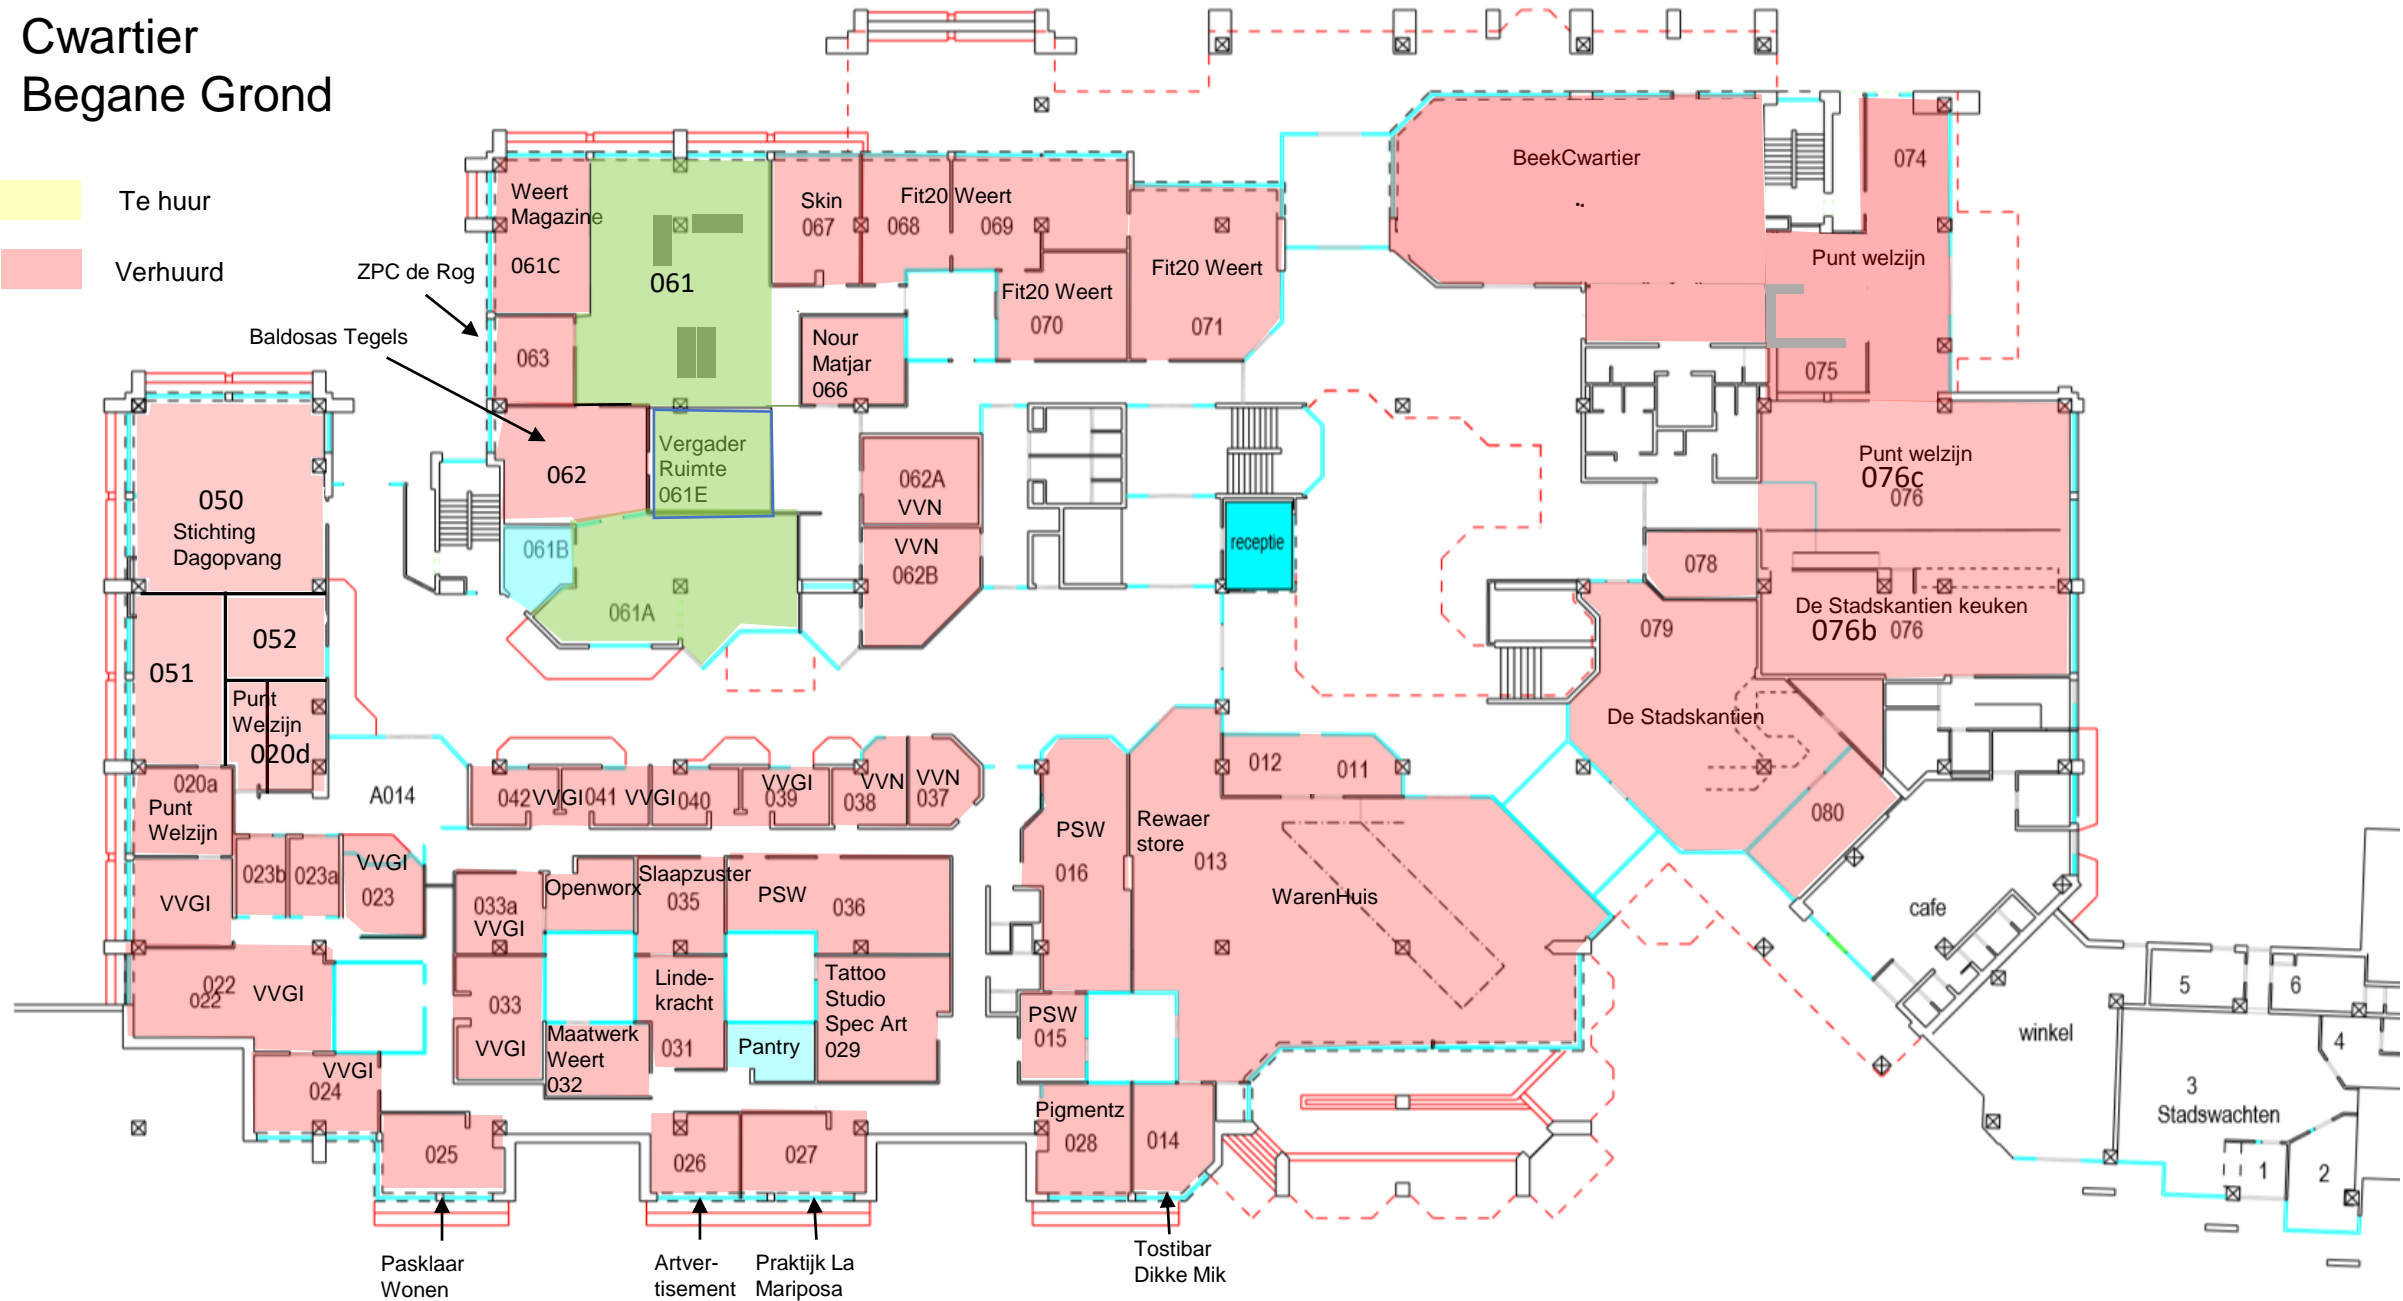 Cwartier
Begane Grond
Te huur
Verhuurd
ZPC de Rog
Baldosas Tegels
Weert
Magazine
061C
061
Skin
067
Fit20 Weert
068
069
Fit20 Weert
070
Fit20 Weert
071
BeekCwartier
..
074
Punt welzijn
075
063
Nour
Matjar
066
062
Vergader
Ruimte
061E
062A
VVN
VVN
062B
061B
061A
receptie
Punt welzijn
076c
076
078
De Stadskantien keuken
076b
076
079
De Stadskantien
080
050
Stichting
Dagopvang
051
052
Punt
Welzijn
020d
020a
Punt
Welzijn
A014
042
VVGI
041
VVGI
040
VVGI
039
VVN
038
VVN
037
012
011
PSW
016
Rewaer
store
013
WarenHuis
VVGI
023b
023a
VVGI
023
033a
VVGI
Openworx
Slaapzuster
035
PSW
036
022
022
VVGI
033
VVGI
Linde-
kracht
031
Maatwerk
Weert
032
Pantry
Tattoo
Studio
Spec Art
029
PSW
015
VVGI
024
025
026
027
Pigmentz
028
014
cafe
winkel
5
6
4
3
Stadswachten
1
2
Pasklaar
Wonen
Artver-
tisement
Praktijk La
Mariposa
Tostibar
Dikke Mik